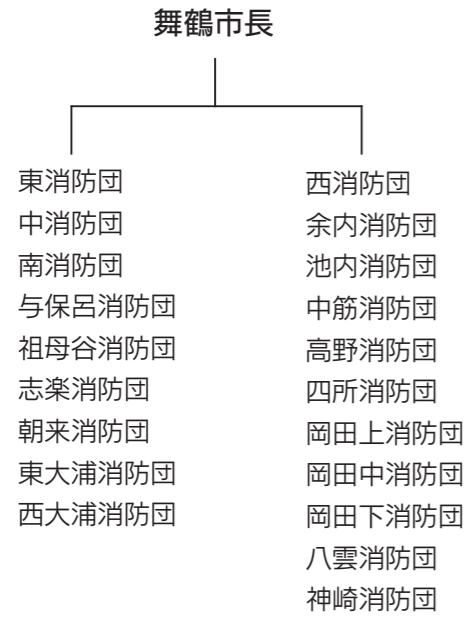 舞鶴市長
東消防団
中消防団
南消防団
与保呂消防団
祖母谷消防団
志楽消防団
朝来消防団
東大浦消防団
西大浦消防団
西消防団
余内消防団
池内消防団
中筋消防団
高野消防団
四所消防団
岡田上消防団
岡田中消防団
岡田下消防団
八雲消防団
神崎消防団